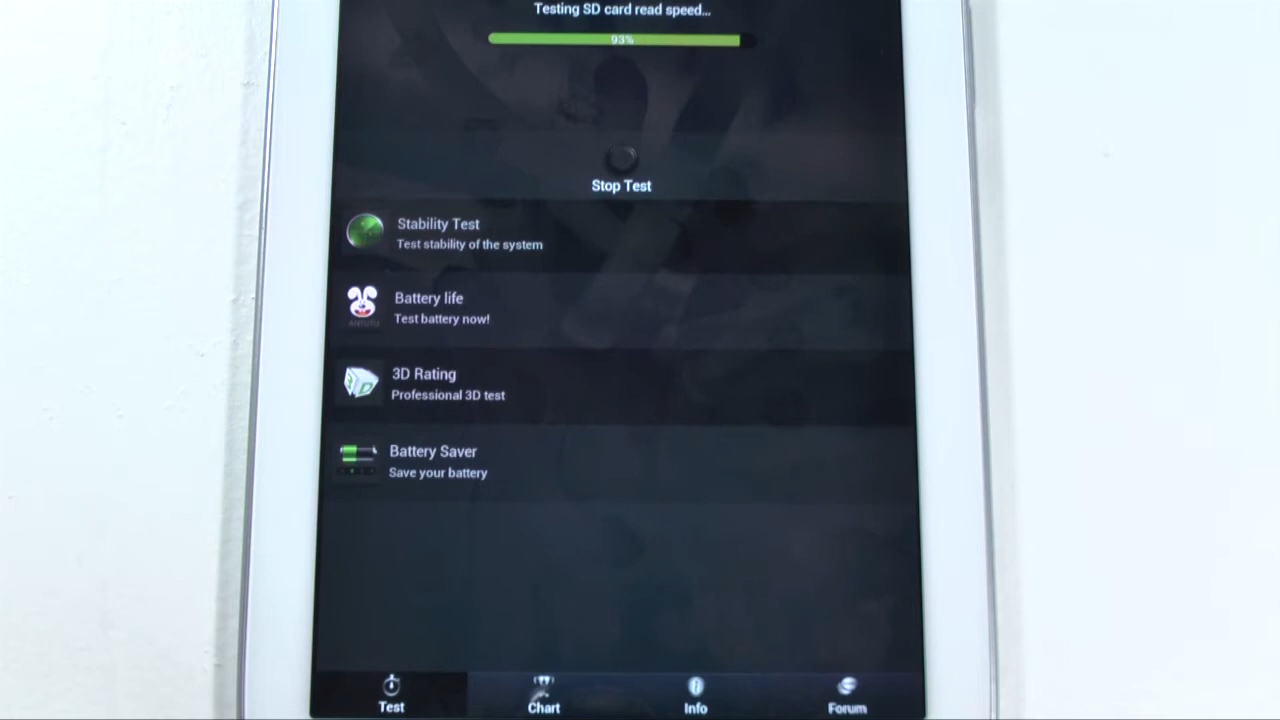 Testing SD card read speed...
93%
Stop Test
Stability Test
Test stability of the system
ANTUTU
Battery life
Test battery now!
3D Rating
Professional 3D test
Battery Saver
Save your battery
Test
Chart
Info
Forum